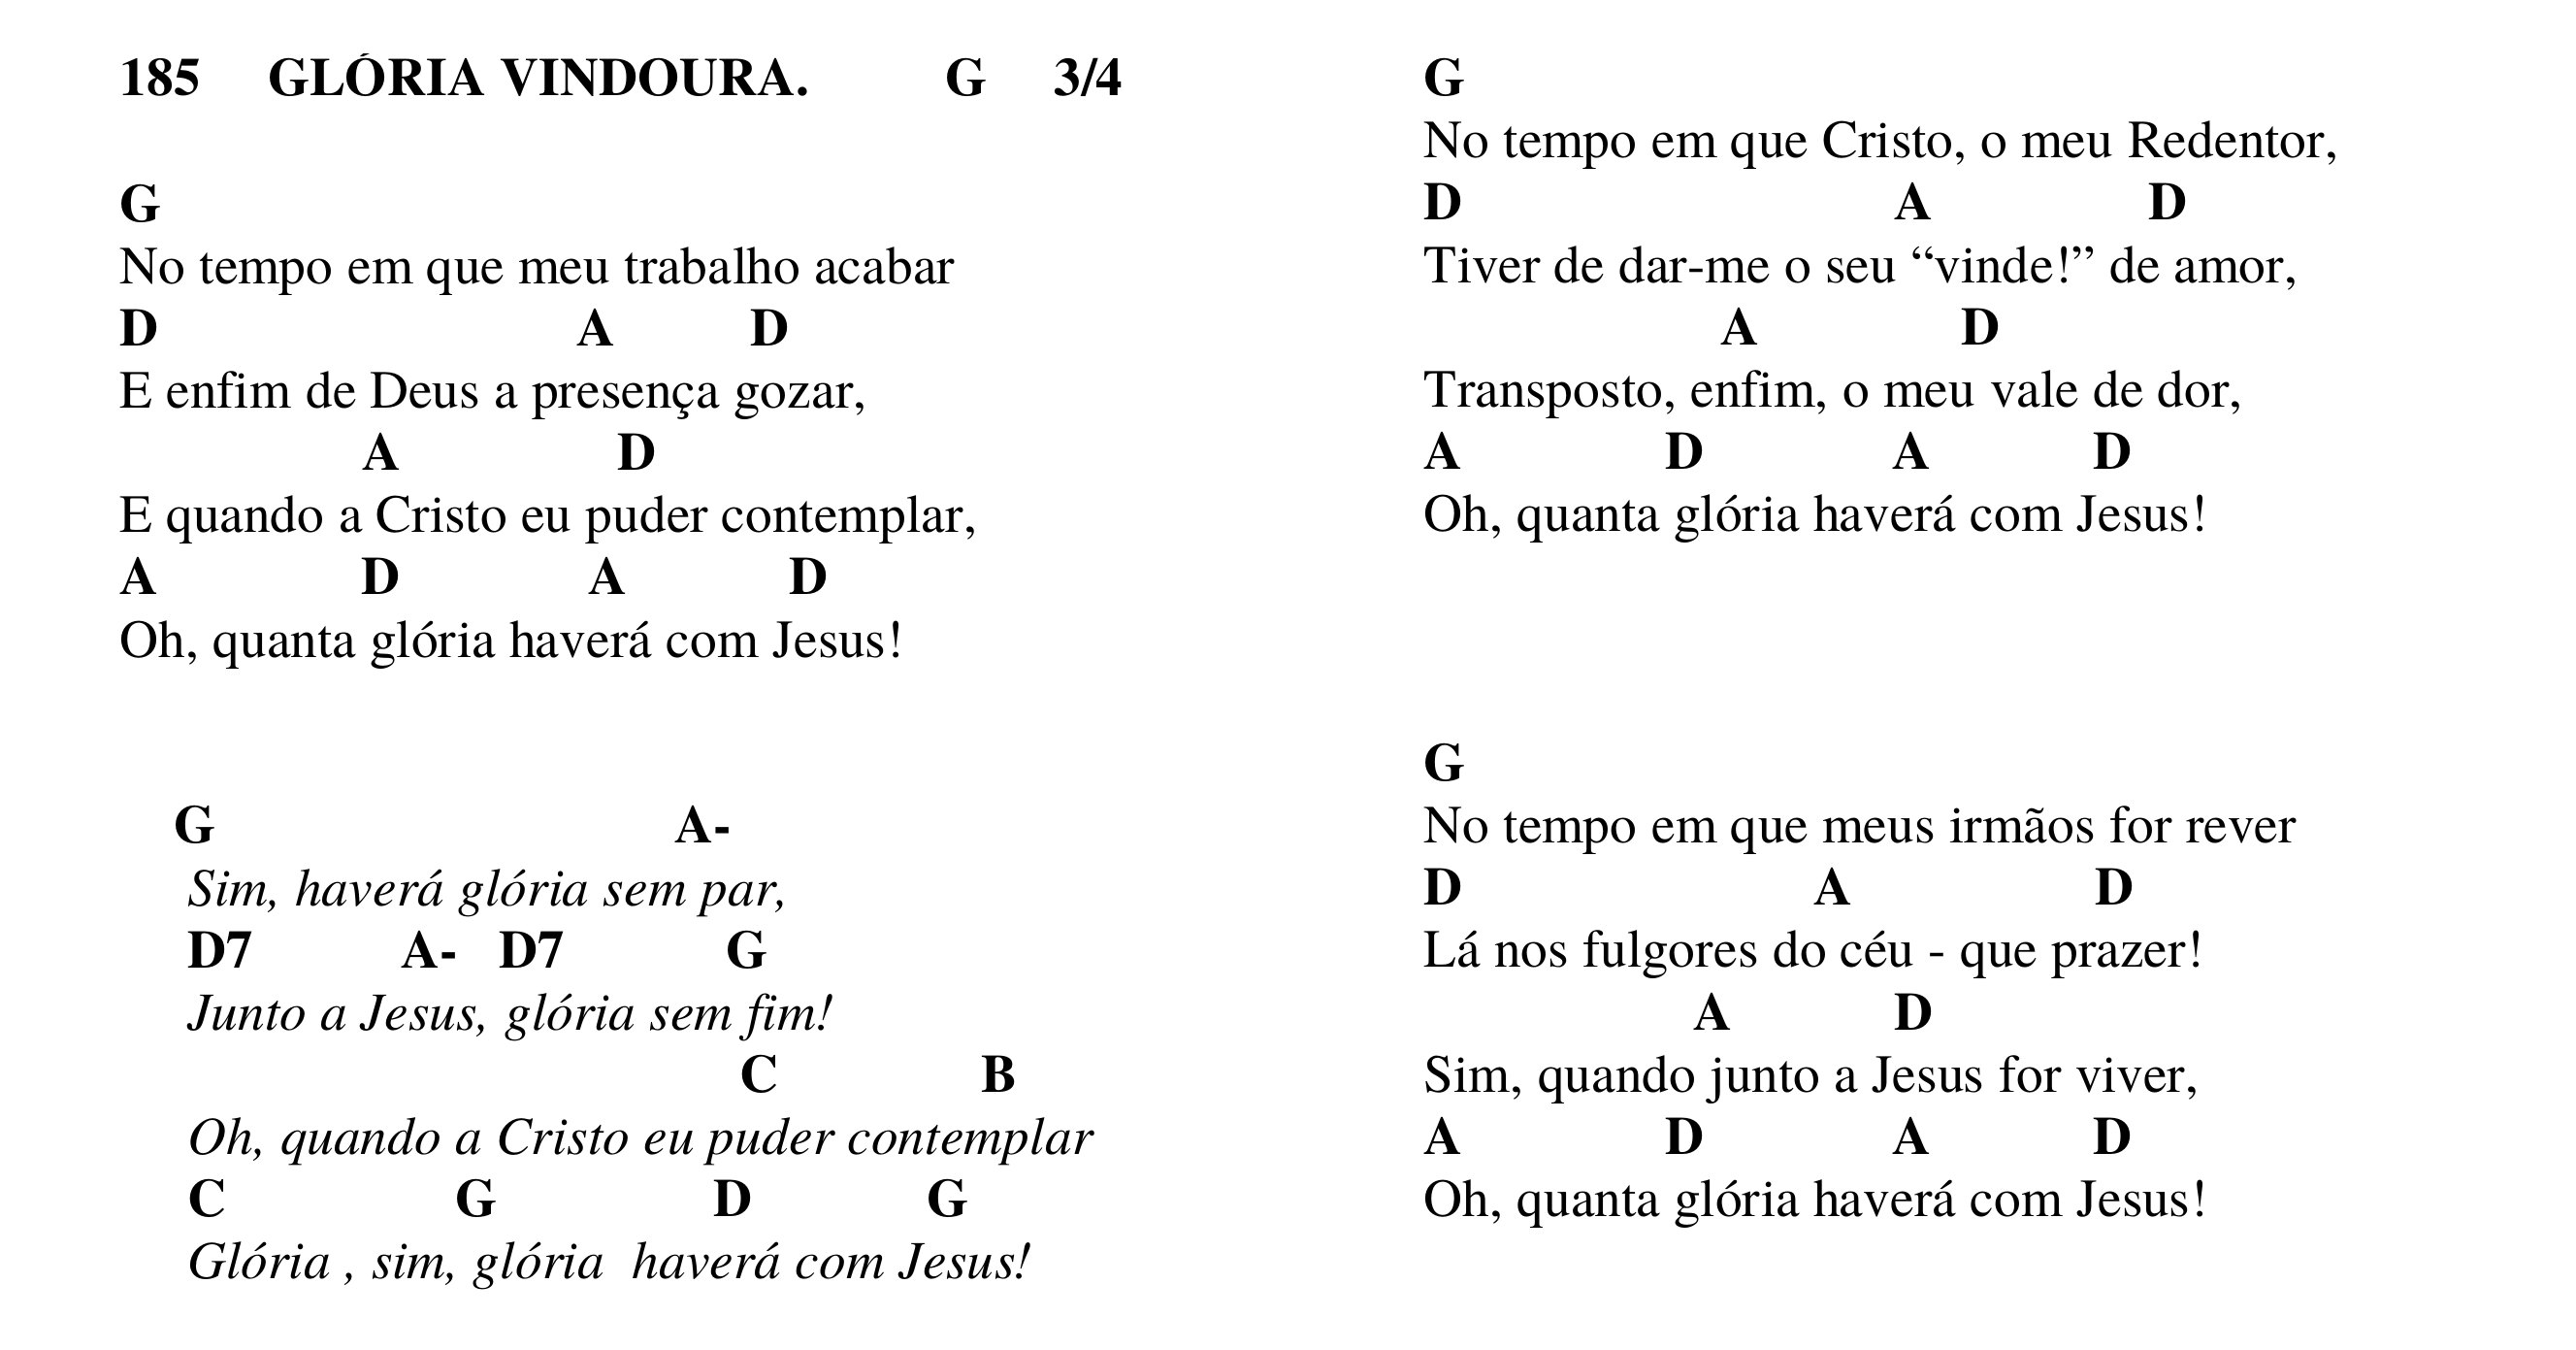 185 GLÓRIA VINDOURA. G 3/4
G
No tempo em que meu trabalho acabar
D A D
E enfim de Deus a presença gozar,
A D
E quando a Cristo eu puder contemplar,
A D A D
Oh, quanta glória haverá com Jesus!
G A-
Sim, haverá glória sem par,
D7 A- D7 G
Junto a Jesus, glória sem fim!
C B
Oh, quando a Cristo eu puder contemplar
C G D G
Glória , sim, glória haverá com Jesus!
G
No tempo em que Cristo, o meu Redentor,
D A D
Tiver de dar-me o seu “vinde!” de amor,
A D
Transposto, enfim, o meu vale de dor,
A D A D
Oh, quanta glória haverá com Jesus!
G
No tempo em que meus irmãos for rever
D A D
Lá nos fulgores do céu - que prazer!
A D
Sim, quando junto a Jesus for viver,
A D A D
Oh, quanta glória haverá com Jesus!